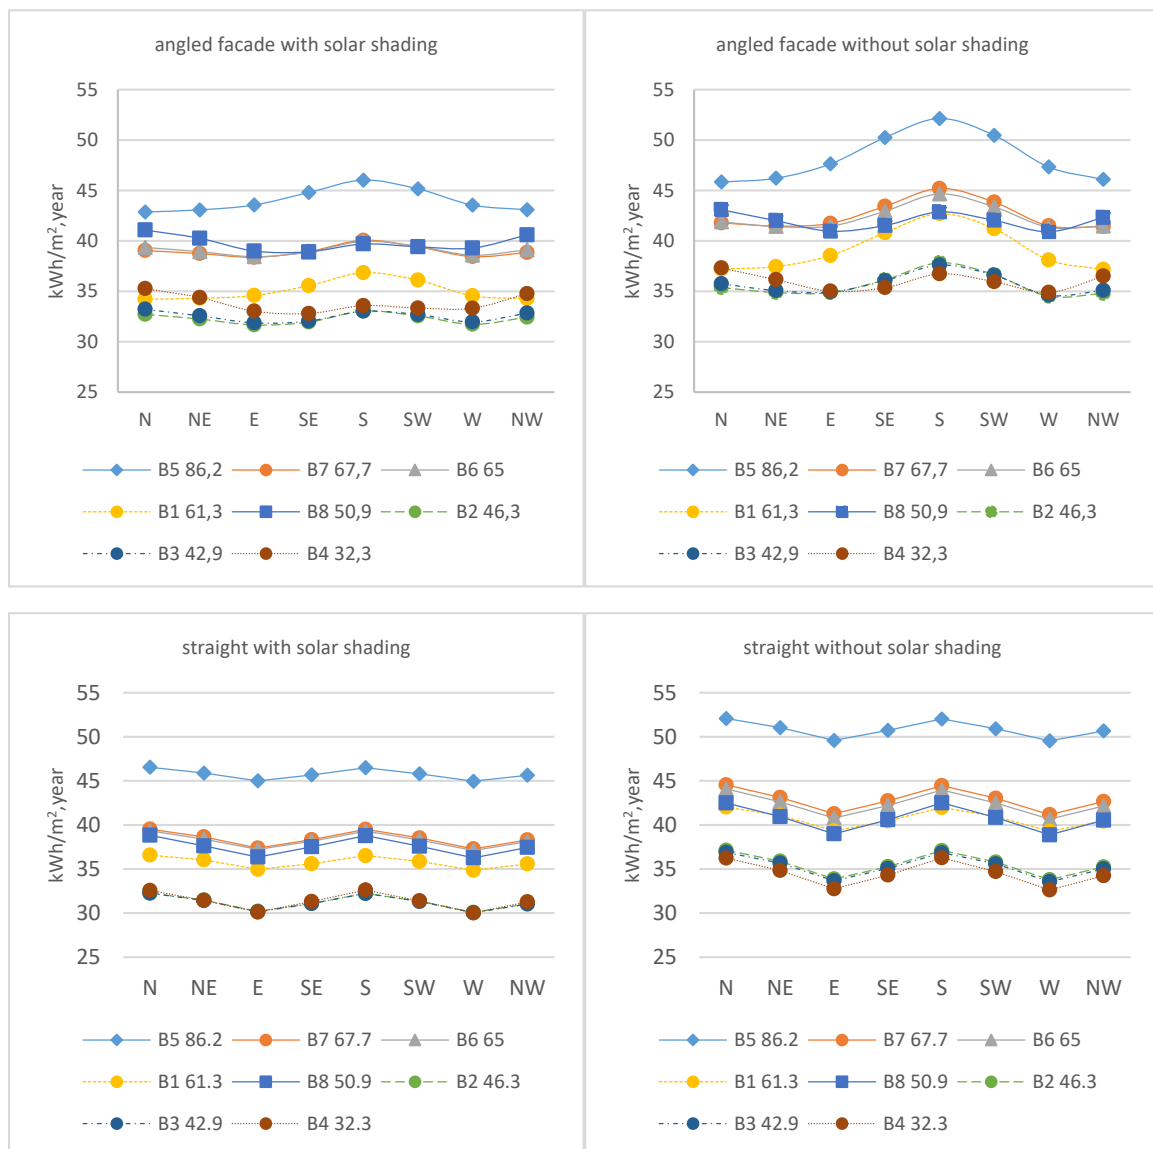 angled facade with solar shading
kWh/m²,year
55
50
45
40
35
30
25
N NE E SE S SW W NW
B5 86,2 B7 67,7 B6 65
B1 61,3 B8 50,9 B2 46,3
B3 42,9 B4 32,3
angled facade without solar shading
kWh/m²,year
55
50
45
40
35
30
25
N NE E SE S SW W NW
B5 86,2 B7 67,7 B6 65
B1 61,3 B8 50,9 B2 46,3
B3 42,9 B4 32,3
straight with solar shading
kWh/m²,year
55
50
45
40
35
30
25
N NE E SE S SW W NW
B5 86.2 B7 67.7 B6 65
B1 61.3 B8 50.9 B2 46.3
B3 42.9 B4 32.3
straight without solar shading
kWh/m²,year
55
50
45
40
35
30
25
N NE E SE S SW W NW
B5 86.2 B7 67.7 B6 65
B1 61.3 B8 50.9 B2 46.3
B3 42.9 B4 32.3